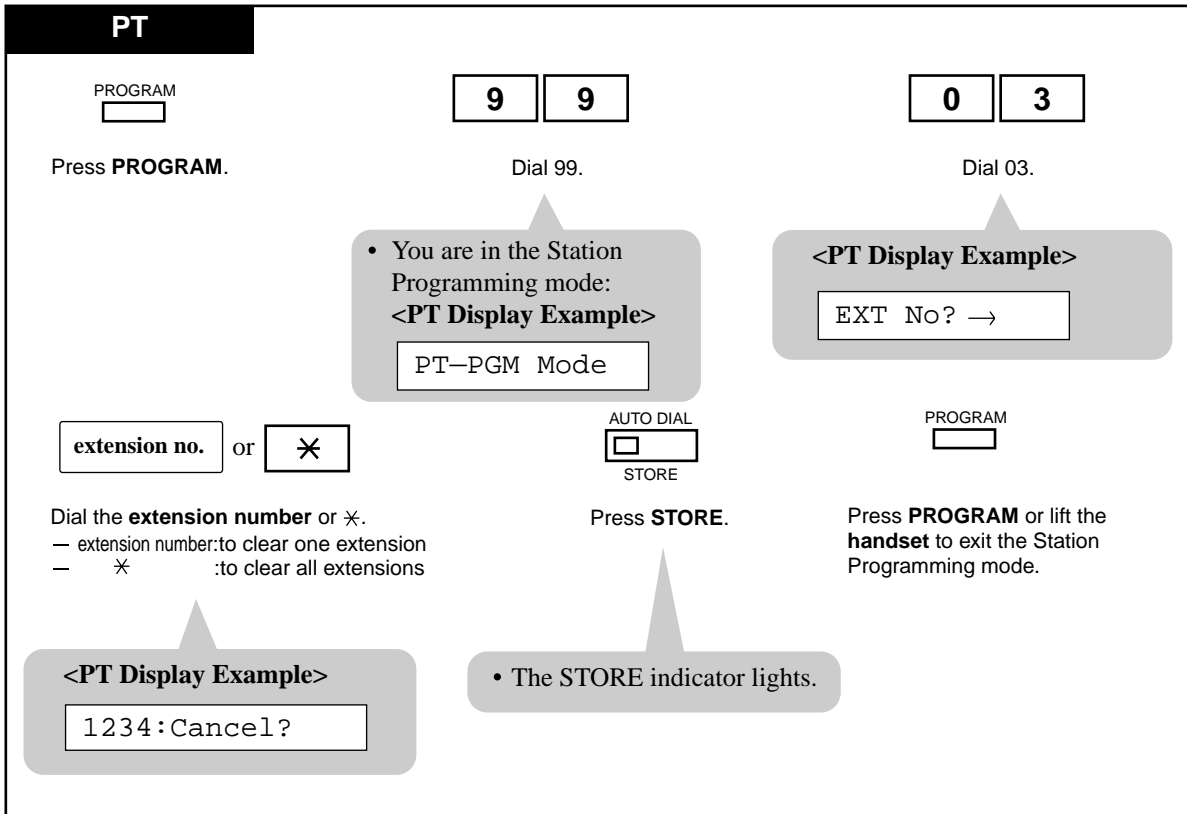 PT
PROGRAM
9 9
0 3
Press PROGRAM.
Dial 99.
Dial 03.
• You are in the Station
Programming mode:
<PT Display Example>
PT—PGM Mode
<PT Display Example>
EXT No? →
extension no. or ✳
AUTO DIAL
STORE
PROGRAM
Dial the extension number or ✳.
— extension number:to clear one extension
— ✳ :to clear all extensions
Press STORE.
Press PROGRAM or lift the
handset to exit the Station
Programming mode.
<PT Display Example>
1234:Cancel?
• The STORE indicator lights.